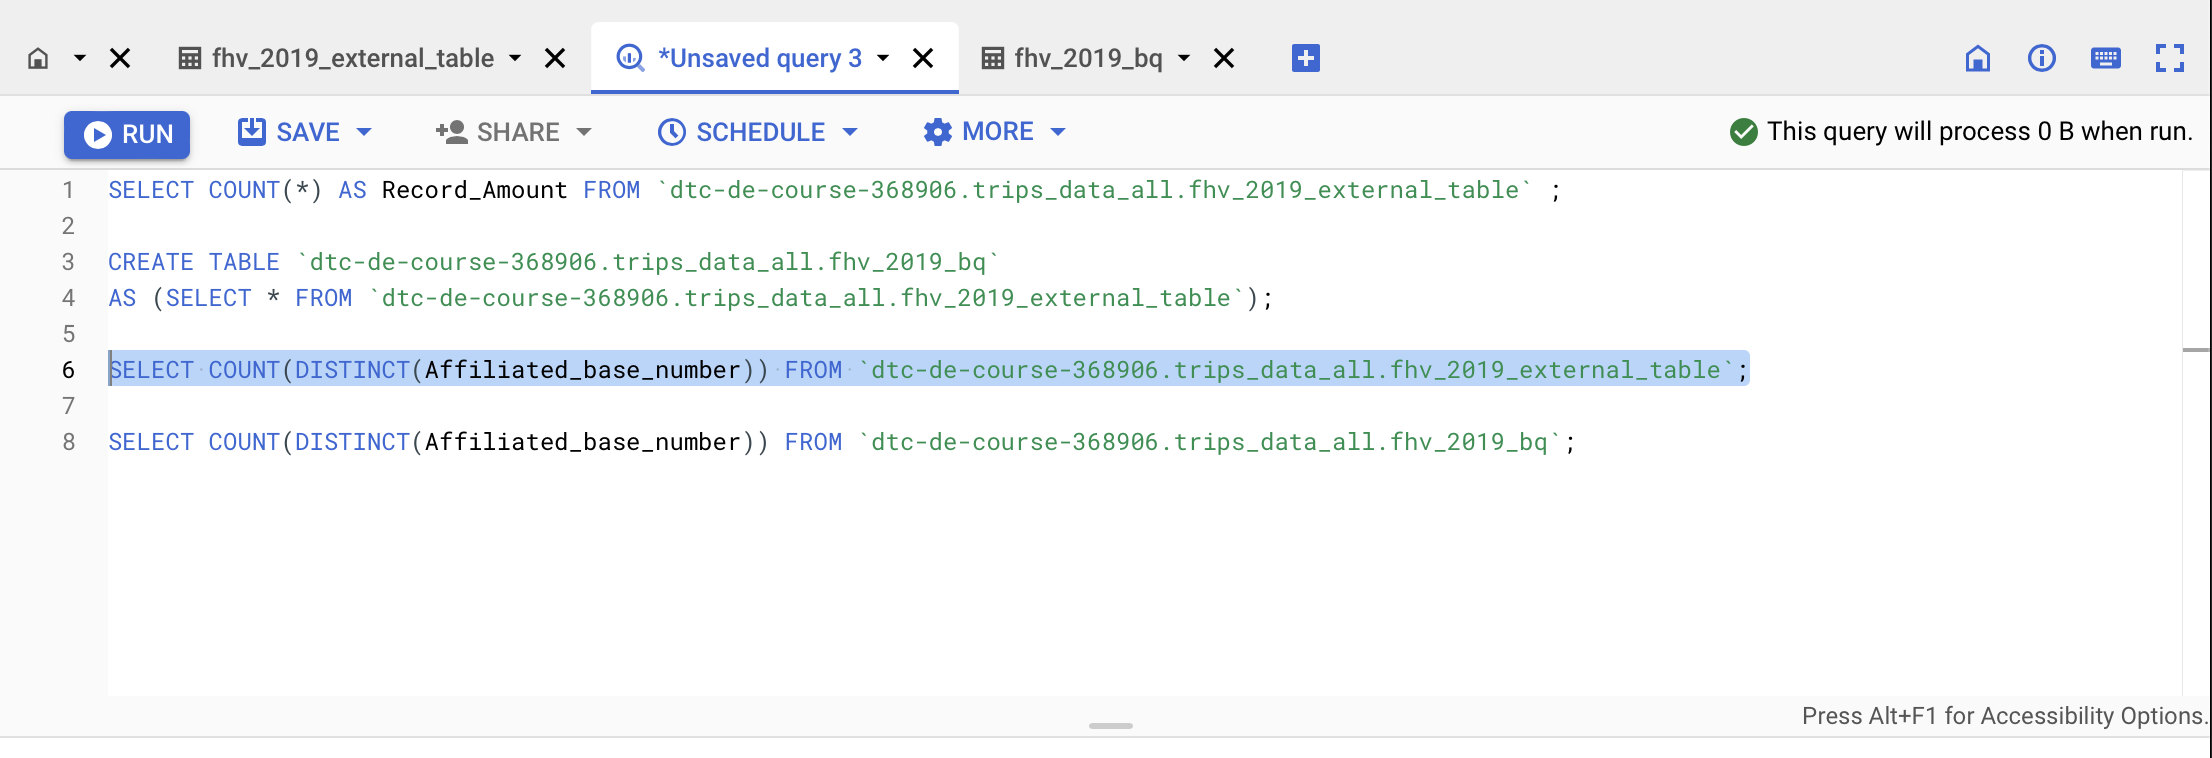 fhv_2019_external_table *Unsaved query 3 fhv_2019_bq
RUN SAVE SHARE SCHEDULE MORE This query will process 0 B when run.
1 SELECT COUNT(*) AS Record_Amount FROM `dtc-de-course-368906.trips_data_all.fhv_2019_external_table` ;
2
3 CREATE TABLE `dtc-de-course-368906.trips_data_all.fhv_2019_bq`
4 AS (SELECT * FROM `dtc-de-course-368906.trips_data_all.fhv_2019_external_table`);
5
6 SELECT COUNT(DISTINCT(Affiliated_base_number)) FROM `dtc-de-course-368906.trips_data_all.fhv_2019_external_table`;
7
8 SELECT COUNT(DISTINCT(Affiliated_base_number)) FROM `dtc-de-course-368906.trips_data_all.fhv_2019_bq`;
Press Alt+F1 for Accessibility Options.